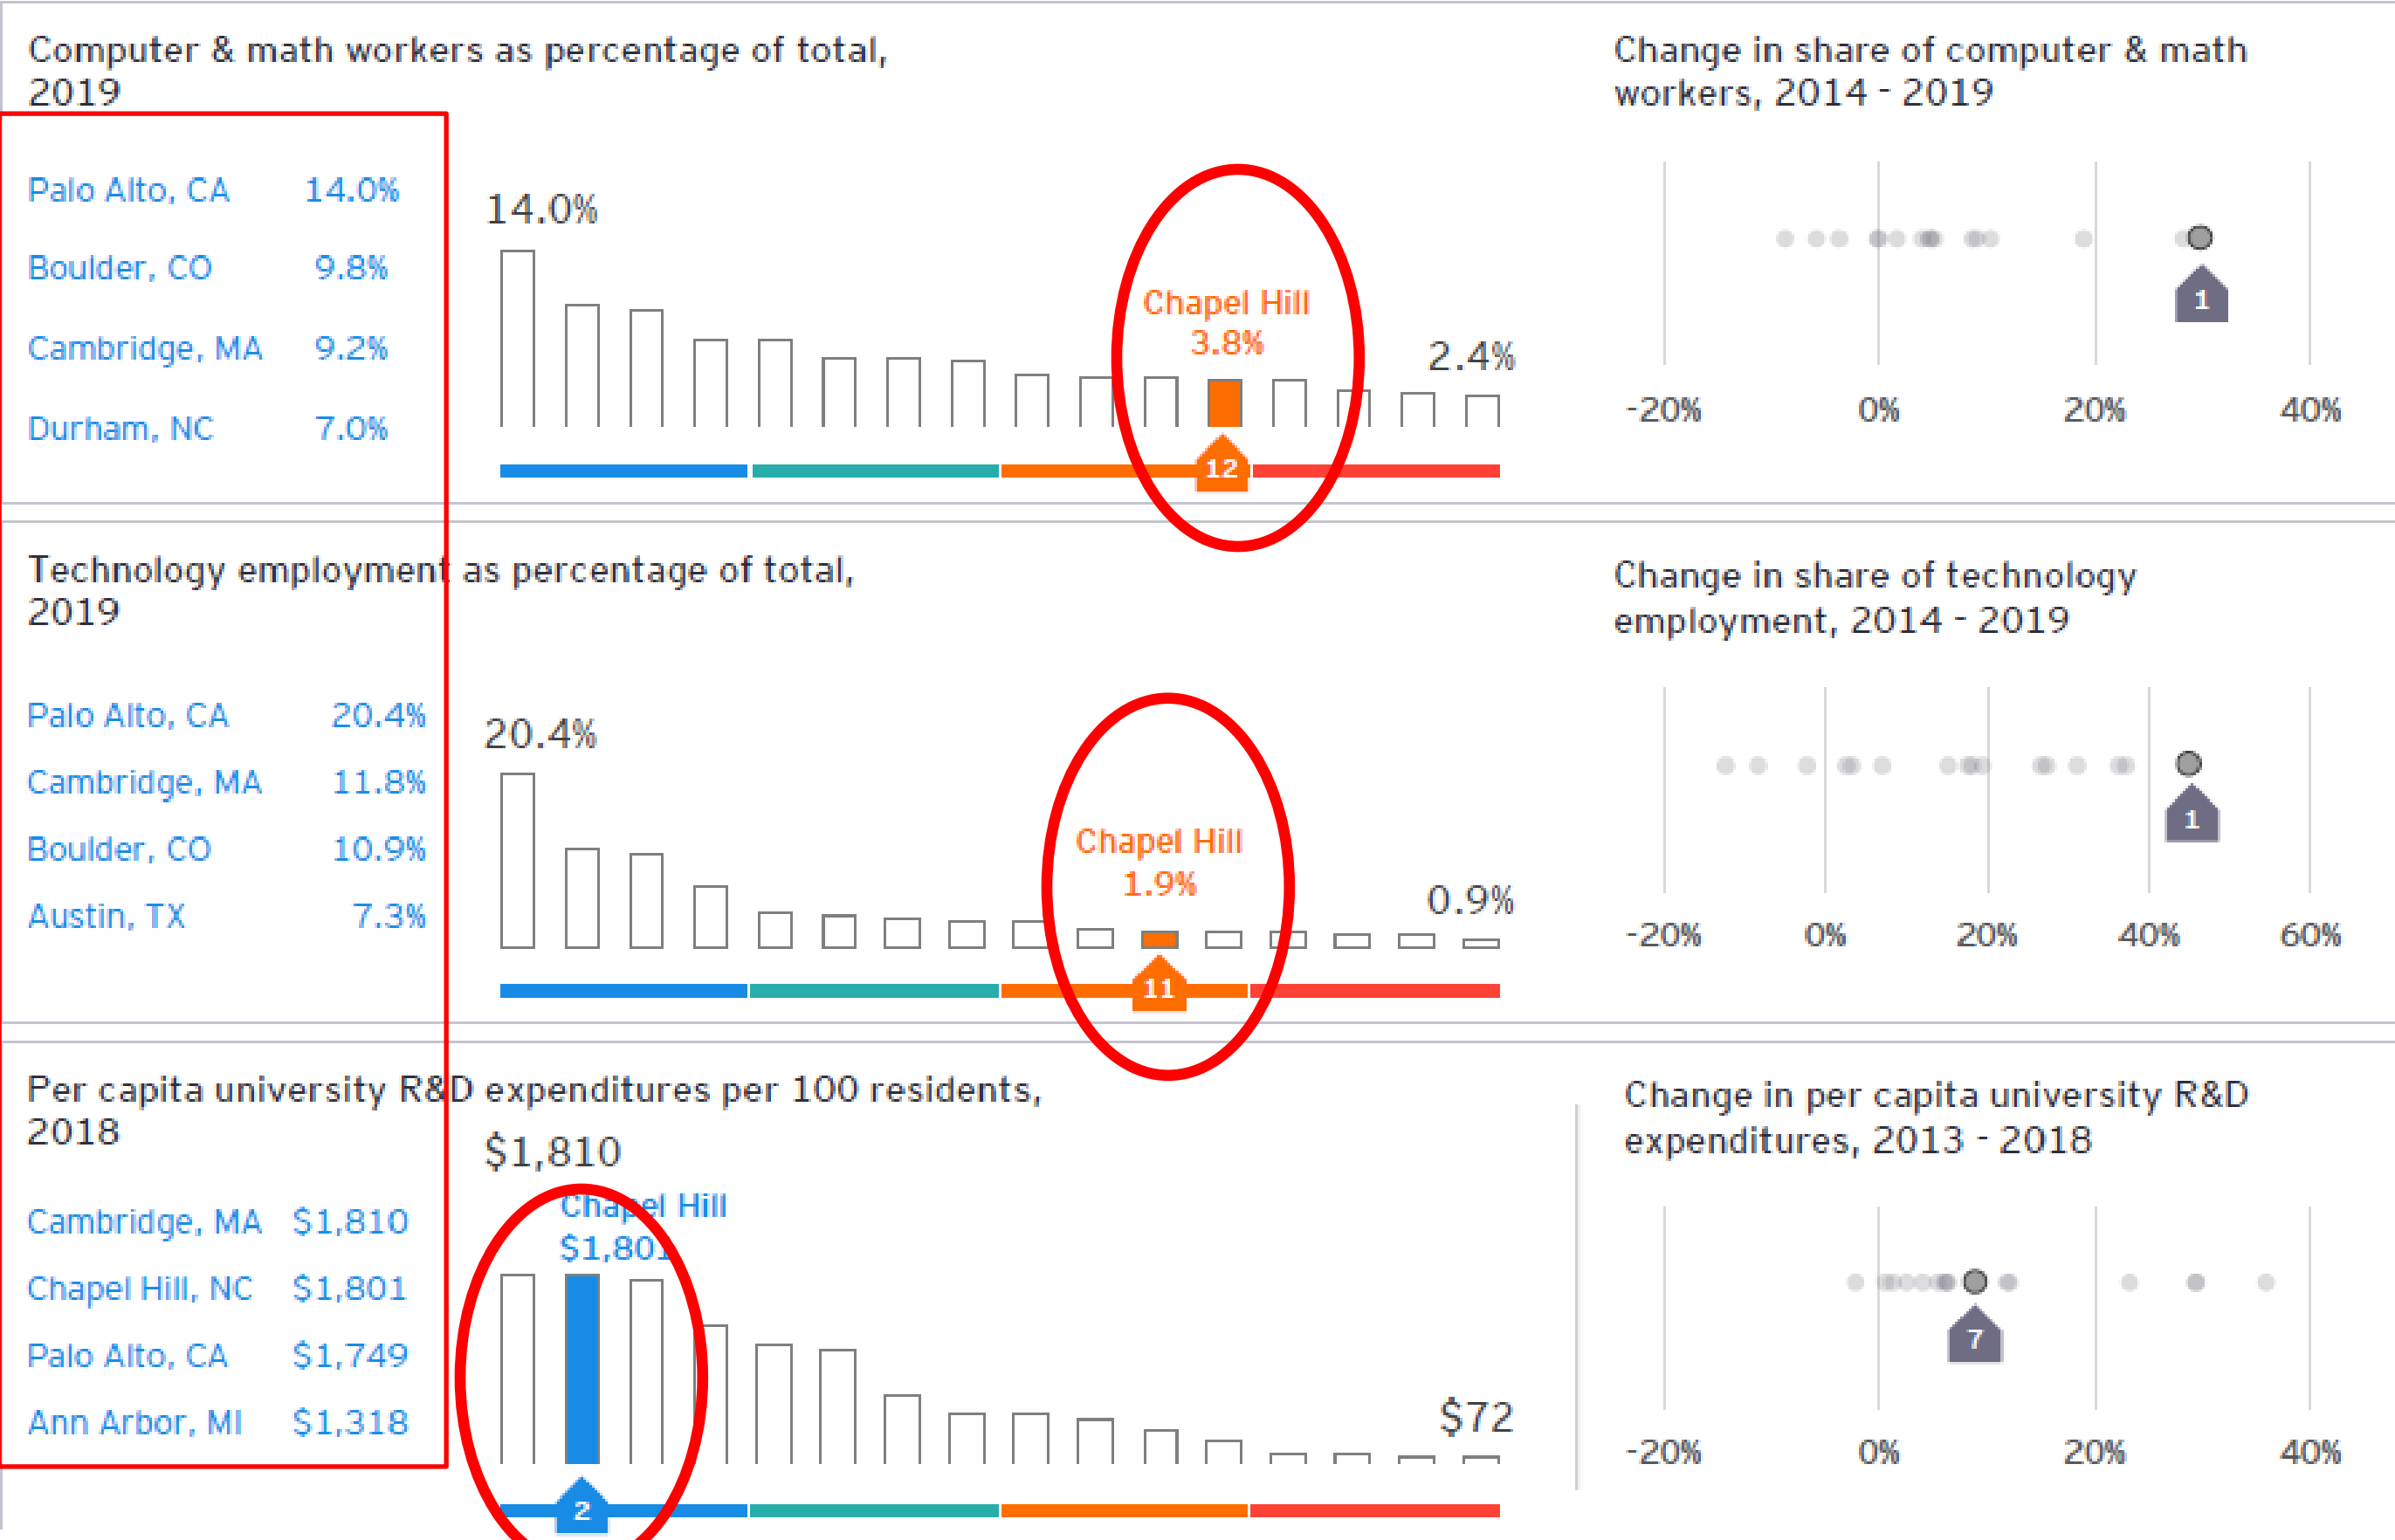 Computer & math workers as percentage of total,
2019
Palo Alto, CA 14.0%
Boulder, CO 9.8%
Cambridge, MA 9.2%
Durham, NC 7.0%
14.0%
Chapel Hill
3.8%
2.4%
12
Change in share of computer & math
workers, 2014 - 2019
1
-20% 0% 20% 40%
Technology employment as percentage of total,
2019
Palo Alto, CA 20.4%
Cambridge, MA 11.8%
Boulder, CO 10.9%
Austin, TX 7.3%
20.4%
Chapel Hill
1.9%
0.9%
11
Change in share of technology
employment, 2014 - 2019
1
-20% 0% 20% 40% 60%
Per capita university R&D expenditures per 100 residents,
2018
Cambridge, MA $1,810
Chapel Hill, NC $1,801
Palo Alto, CA $1,749
Ann Arbor, MI $1,318
$1,810
Chapel Hill
$1,801
$72
2
Change in per capita university R&D
expenditures, 2013 - 2018
7
-20% 0% 20% 40%